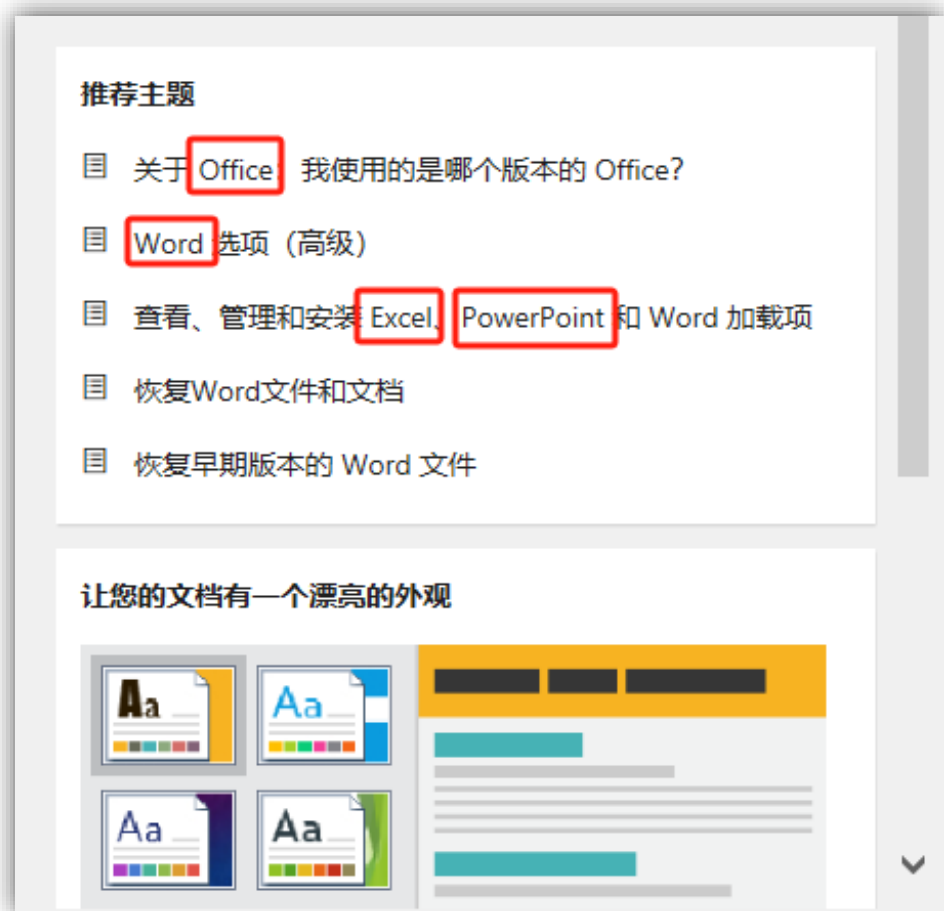 推荐主题
关于 Office：我使用的是哪个版本的 Office?
Word 选项（高级）
查看、管理和安装 Excel、PowerPoint 和 Word 加载项
恢复Word文件和文档
恢复早期版本的 Word 文件
让您的文档有一个漂亮的外观
Aa
Aa
Aa
Aa